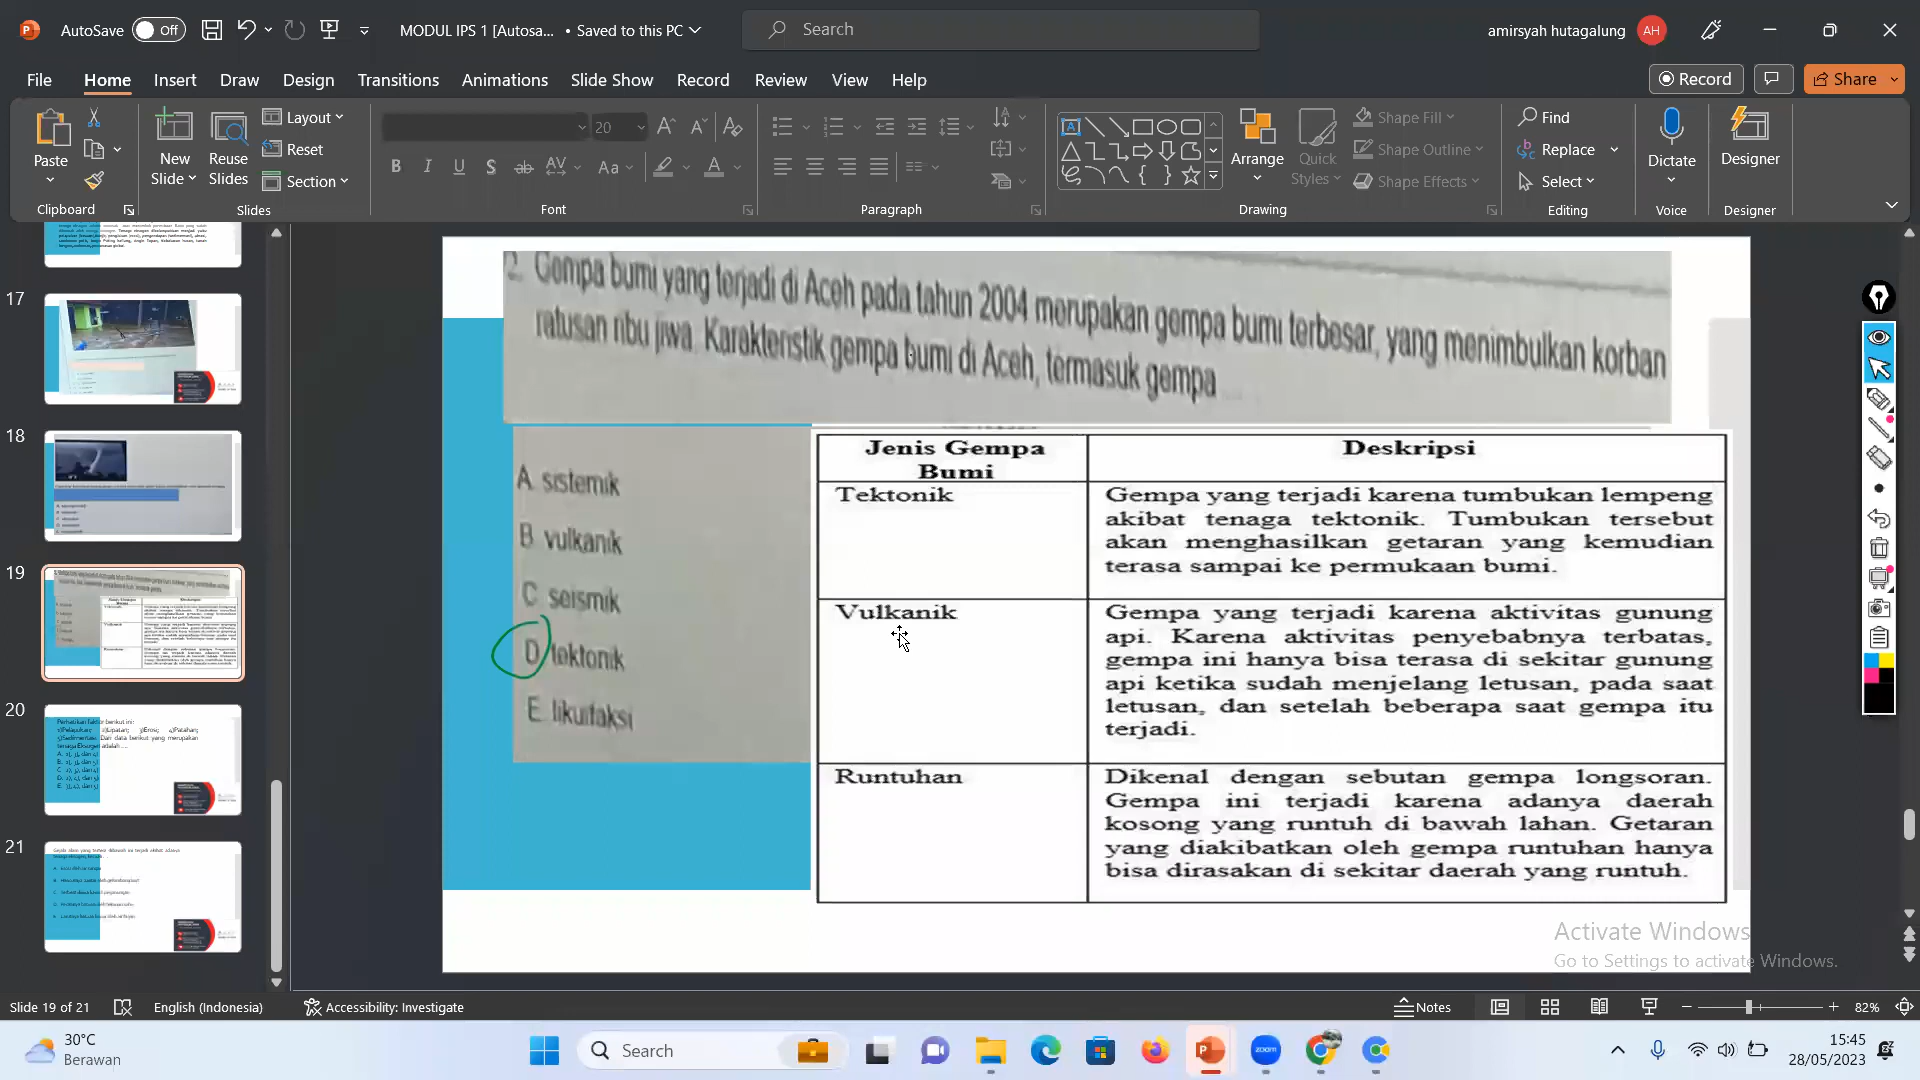 AutoSave Off MODUL IPS 1 [Autosa... • Saved to this PC Search amirsyah hutagalung AH
File Home Insert Draw Design Transitions Animations Slide Show Record Review View Help Record Share
Paste New Slide Reuse Slides Layout Reset Section 20 Arrange Quick Styles Shape Fill Shape Outline Shape Effects Find Replace Select Dictate Designer
Clipboard Slides Font Paragraph Drawing Editing Voice Designer
17
18
19
20
21
2. Gempa bumi yang terjadi di Aceh pada tahun 2004 merupakan gempa bumi terbesar, yang menimbulkan korban
ratusan ribu jiwa. Karakteristik gempa bumi di Aceh, termasuk gempa ....
A. sistemik
B. vulkanik
C. seismik
D. tektonik
E. likuifaksi
Jenis Gempa
Bumi
Deskripsi
Tektonik
Gempa yang terjadi karena tumbukan lempeng
akibat tenaga tektonik. Tumbukan tersebut
akan menghasilkan getaran yang kemudian
terasa sampai ke permukaan bumi.
Vulkanik
Gempa yang terjadi karena aktivitas gunung
api. Karena aktivitas penyebabnya terbatas,
gempa ini hanya bisa terasa di sekitar gunung
api ketika sudah menjelang letusan, pada saat
letusan, dan setelah beberapa saat gempa itu
terjadi.
Runtuhan
Dikenal dengan sebutan gempa longsoran.
Gempa ini terjadi karena adanya daerah
kosong yang runtuh di bawah lahan. Getaran
yang diakibatkan oleh gempa runtuhan hanya
bisa dirasakan di sekitar daerah yang runtuh.
Activate Windows
Go to Settings to activate Windows.
Slide 19 of 21 English (Indonesia) Accessibility: Investigate Notes 82%
30°C
Berawan
Search
zoom
15:45
28/05/2023